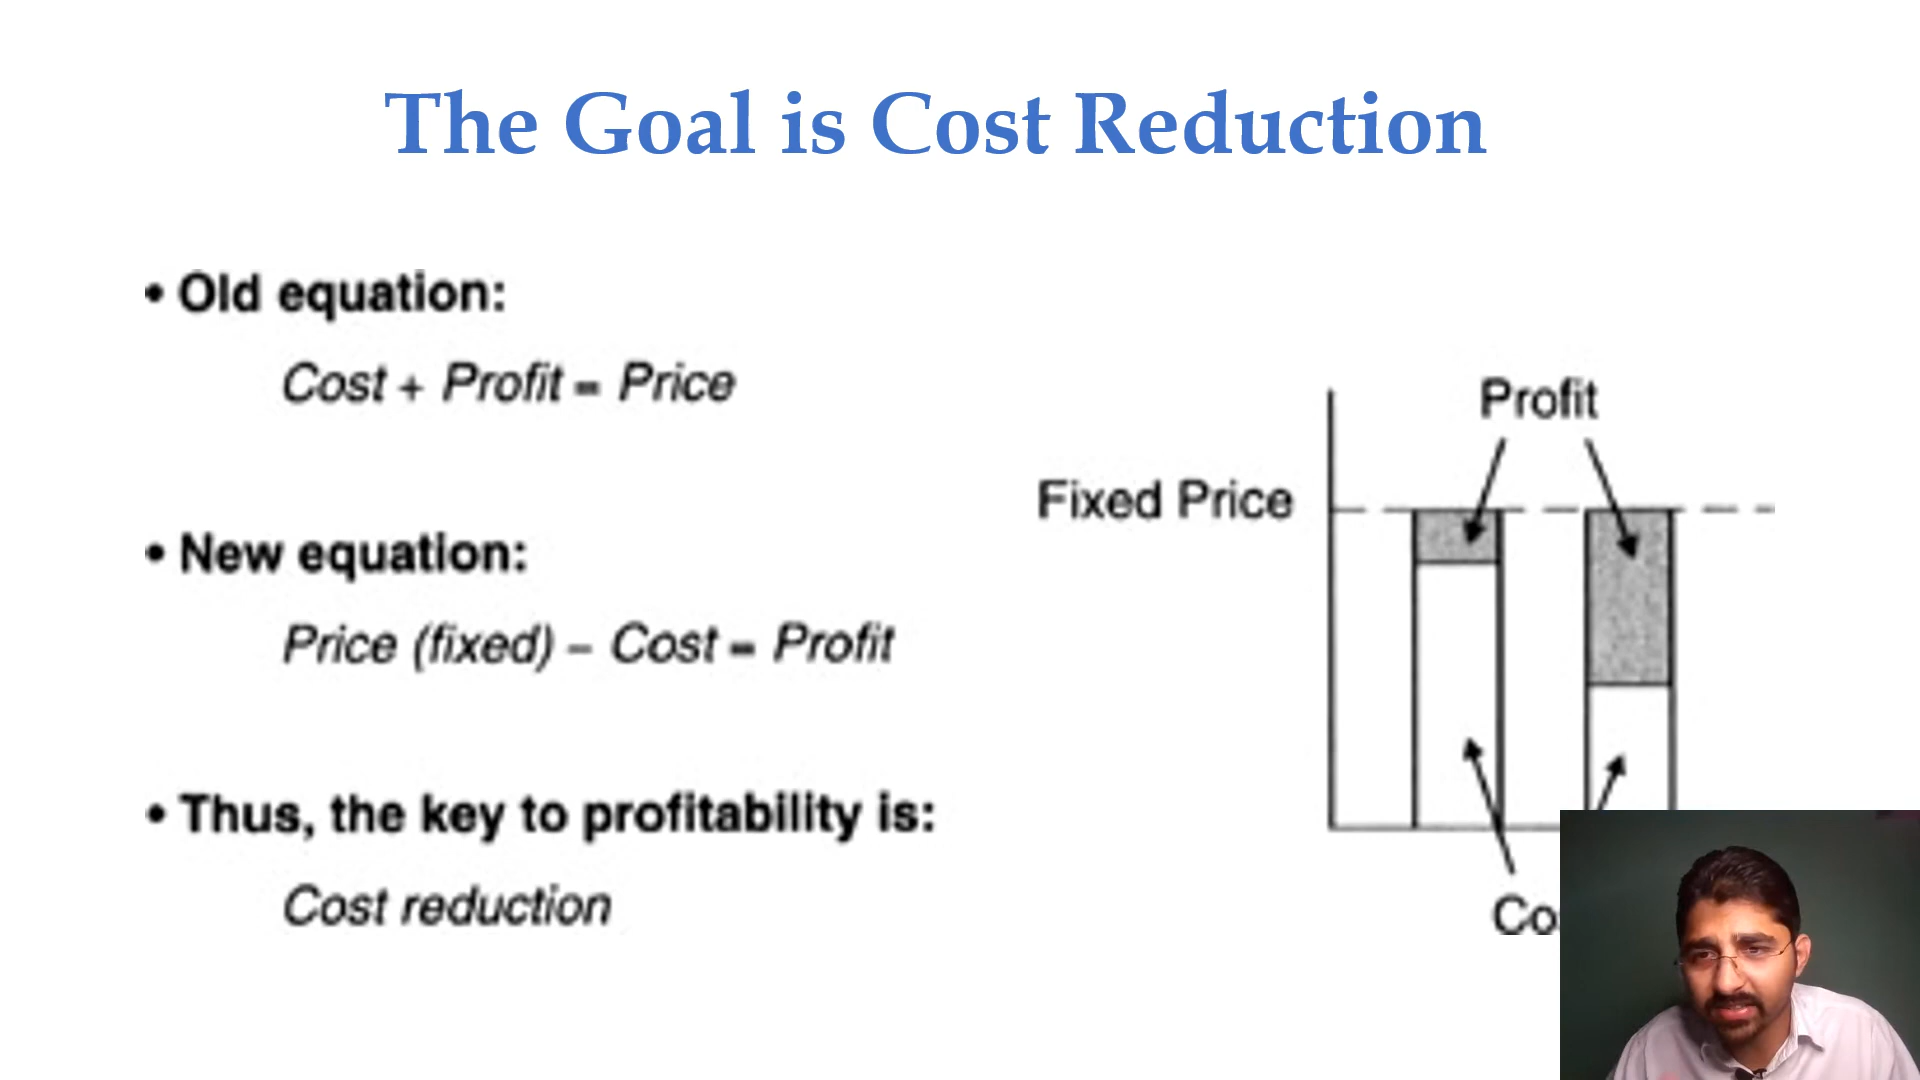 The Goal is Cost Reduction
• Old equation:
Cost + Profit = Price
• New equation:
Price (fixed) – Cost = Profit
• Thus, the key to profitability is:
Cost reduction
Profit
Fixed Price